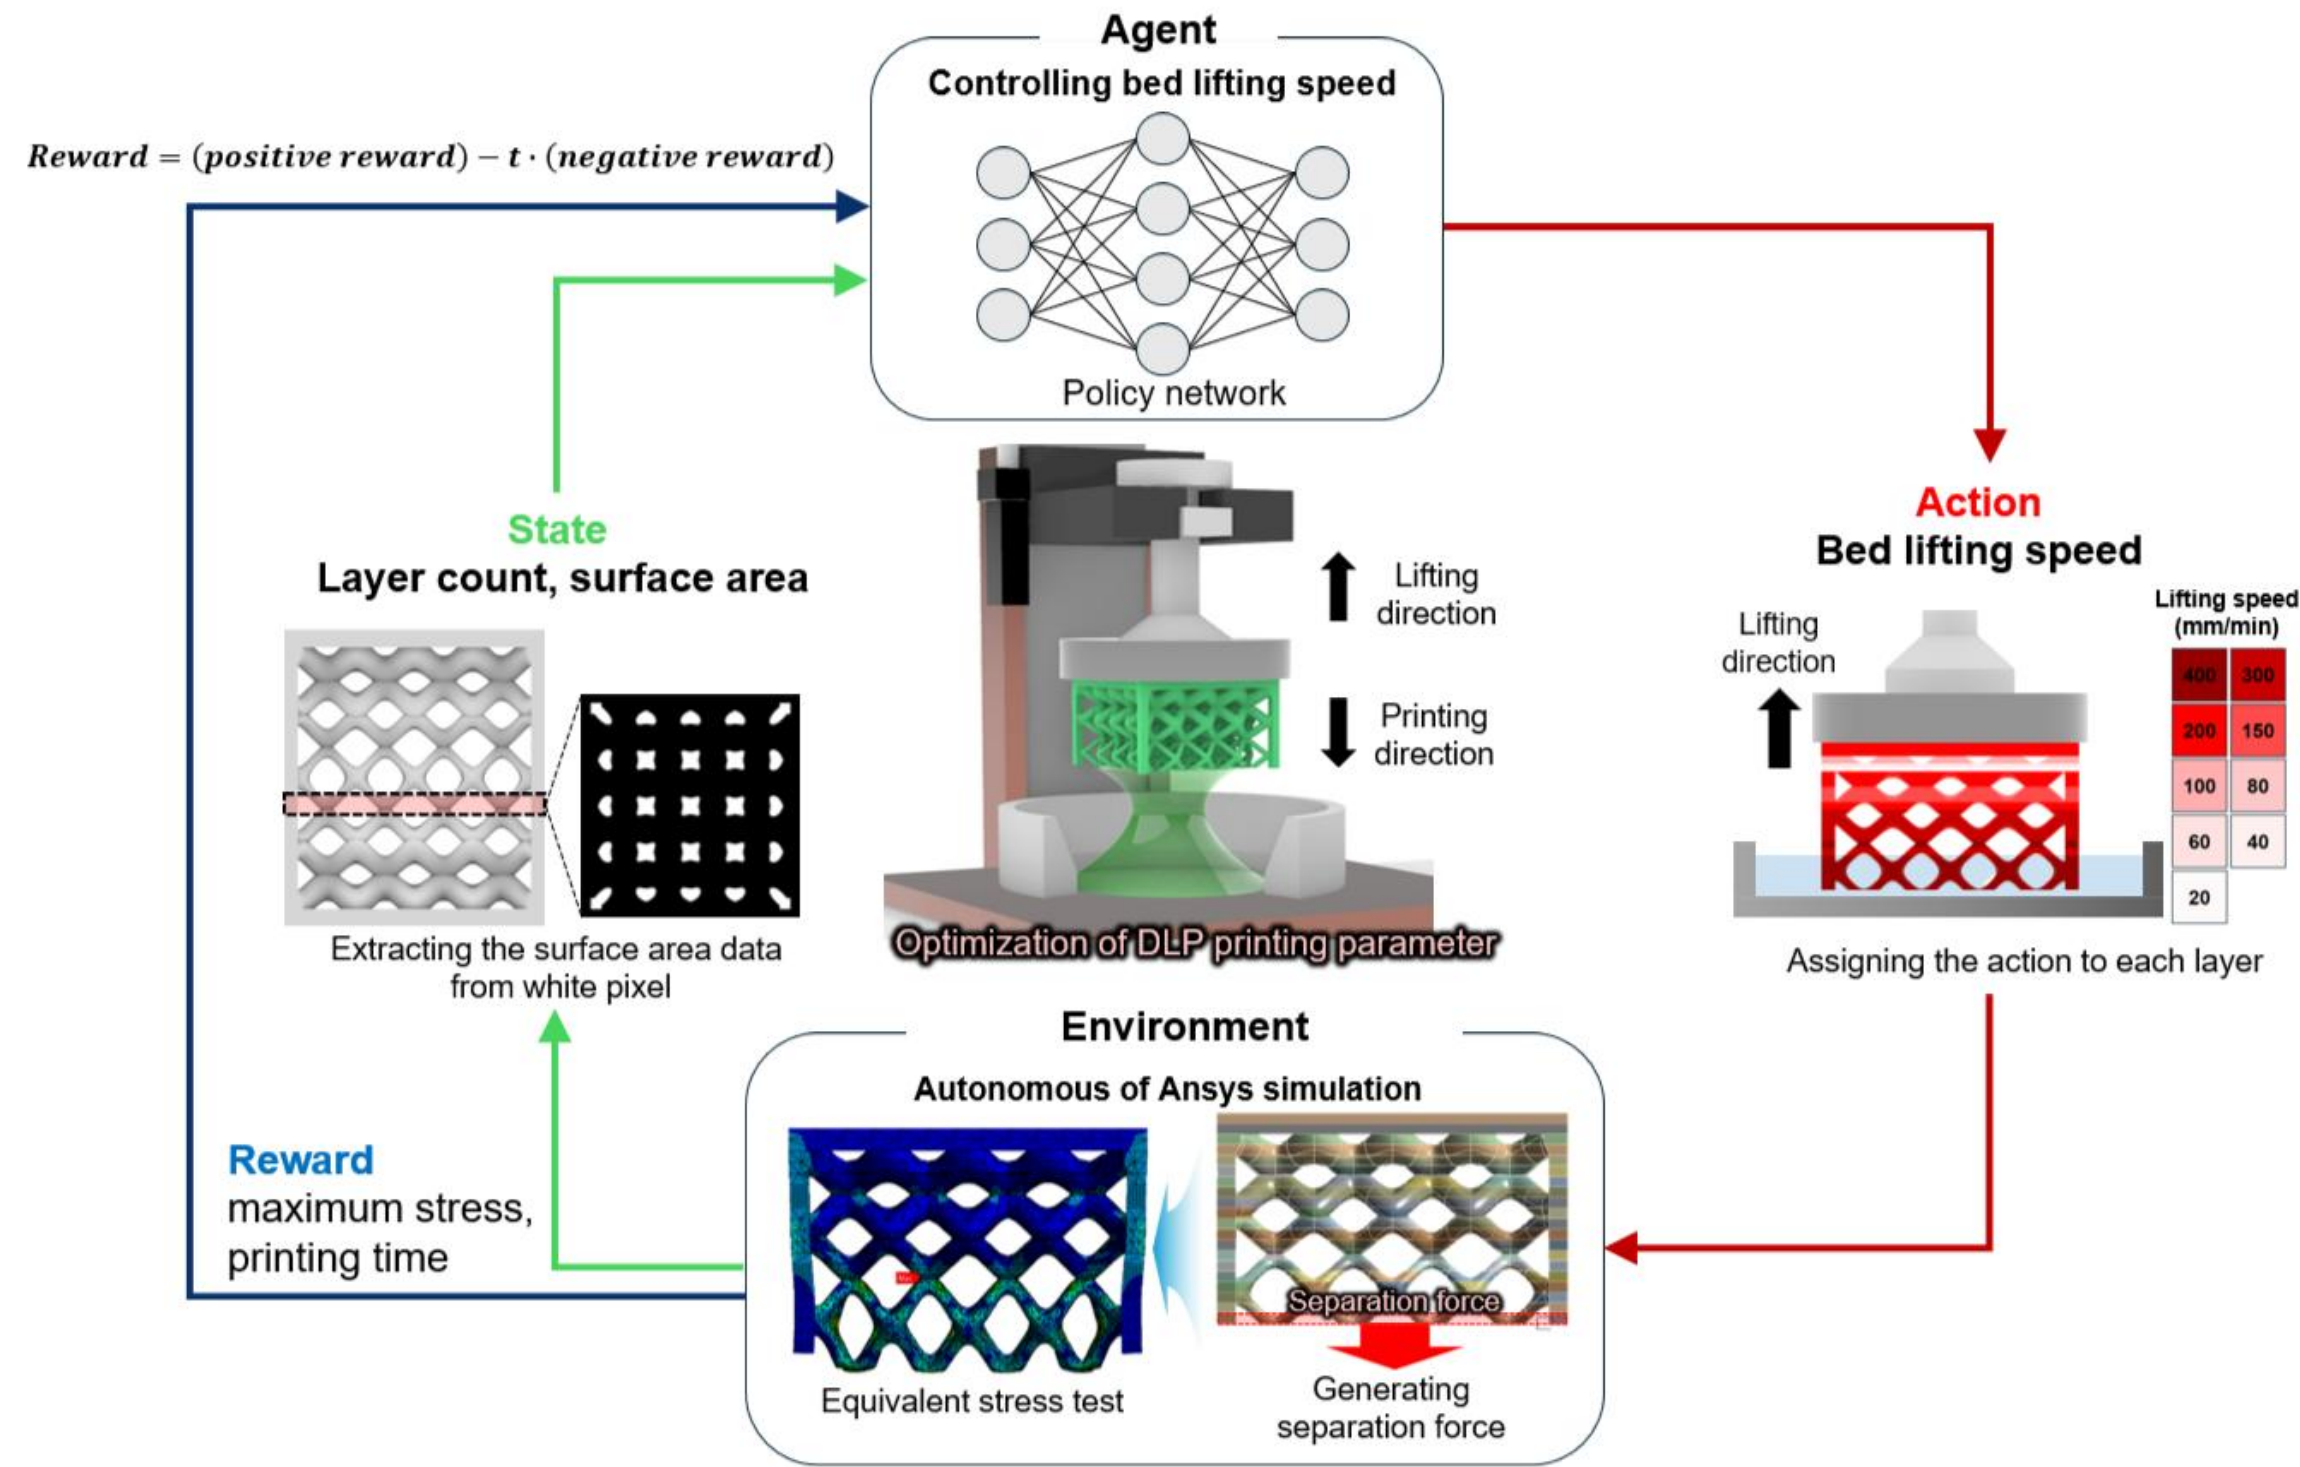 Agent
Controlling bed lifting speed
Reward = (positive reward) − t · (negative reward)
Policy network
State
Layer count, surface area
Extracting the surface area data
from white pixel
Lifting
direction
Printing
direction
Optimization of DLP printing parameter
Action
Bed lifting speed
Lifting
direction
Lifting speed
(mm/min)
400 300
200 150
100 80
60 40
20
Assigning the action to each layer
Environment
Autonomous of Ansys simulation
Separation force
Equivalent stress test
Generating
separation force
Reward
maximum stress,
printing time